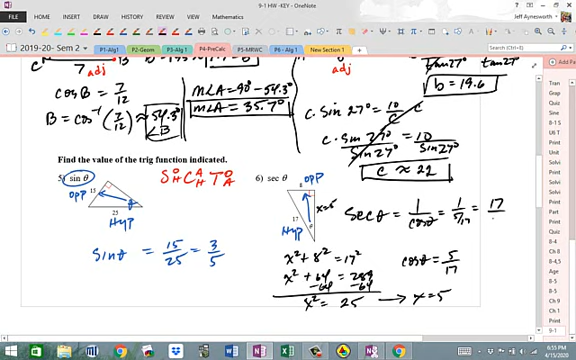 9-1 HW -KEY - OneNote
Jeff Aynesworth
File Home Insert Draw History Review View Mathematics
2019-20- Sem 2
P1-Algebra 1 P2-Geom P3-Alg 1 P4-PreCalc P5-MRWC P6 - Alg 1 New Section 1
C 7 B
adj
cos B = 7/12
B = cos⁻¹ (7/12) ≈ 54.3°
∠B
m∠A = 90° - 54.3°
m∠A = 35.7°
adj
tan27° tan27°
b = 19.6
c · sin 27° = 10/c · c
c · sin 27° / sin 27° = 10 / sin 27°
c ≈ 22
Find the value of the trig function indicated.
5) sin θ
SOH CAH TOA
6) sec θ
OPP 15
θ
25
HYP
sin θ = 15/25 = 3/5
8 OPP
17 x=5
θ
HYP
sec θ = 1/cos θ = 1/(5/17) = 17
x² + 8² = 17²
x² + 64 = 289
-64 -64
x² = 25 → x = 5
cos θ = 5/17
6:55 PM
4/15/2020